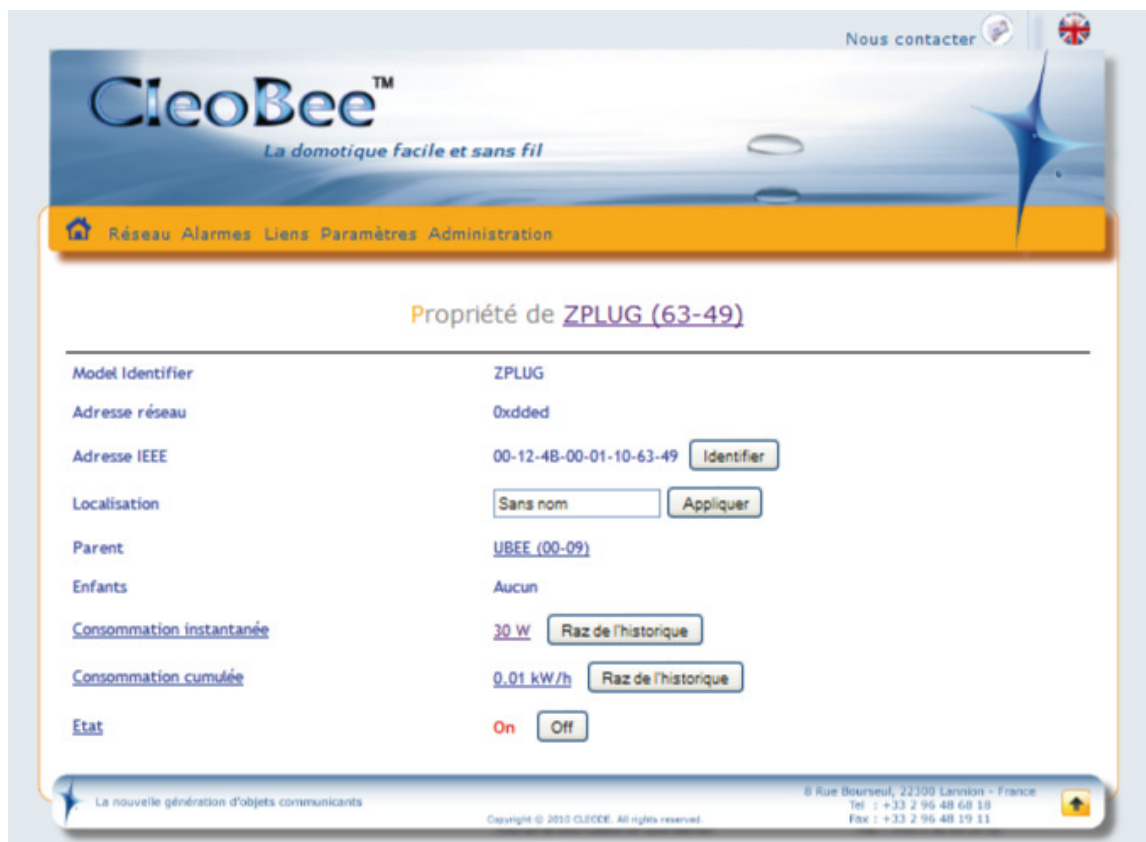 Nous contacter
CleoBee™
La domotique facile et sans fil
Réseau Alarmes Liens Paramètres Administration
Propriété de ZPLUG (63-49)
Model Identifier ZPLUG
Adresse réseau 0xdded
Adresse IEEE 00-12-4B-00-01-10-63-49 Identifier
Localisation Sans nom Appliquer
Parent UBEE (00-09)
Enfants Aucun
Consommation instantanée 30 W Raz de l'historique
Consommation cumulée 0.01 kW/h Raz de l'historique
Etat On Off
La nouvelle génération d'objets communicants
Copyright © 2010 CLEODE. All rights reserved.
8 Rue Bourseul, 22300 Lannion - France
Tel : +33 2 96 48 68 18
Fax : +33 2 96 48 19 11